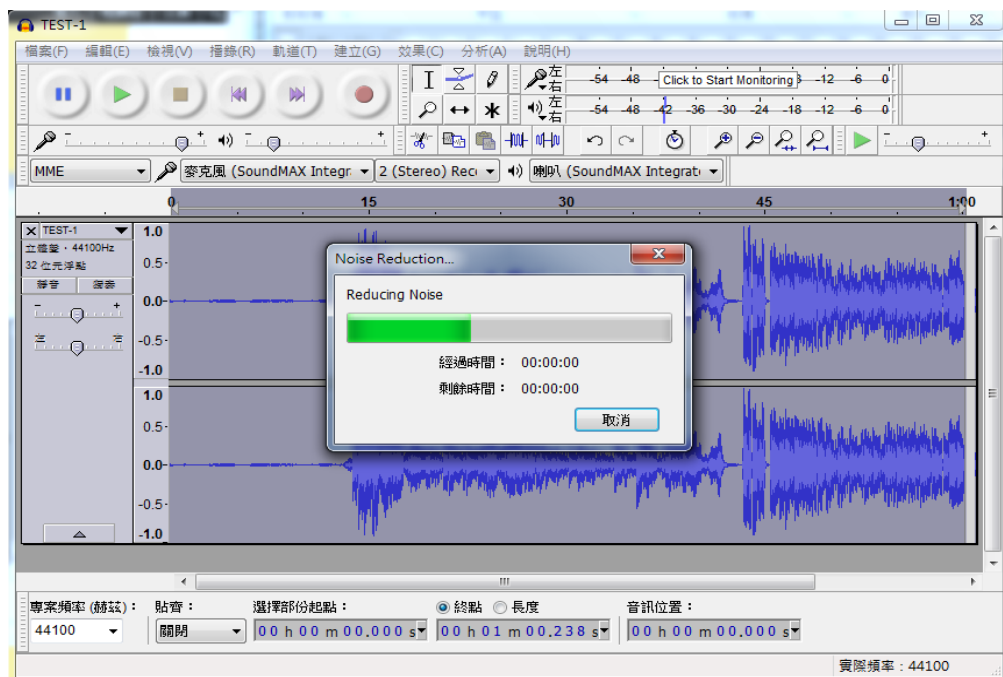 TEST-1
檔案(F) 編輯(E) 檢視(V) 播錄(R) 軌道(T) 建立(G) 效果(C) 分析(A) 說明(H)
左 右 -54 -48 Click to Start Monitoring -12 -6 0
左 右 -54 -48 -42 -36 -30 -24 -18 -12 -6 0
MME 麥克風 (SoundMAX Integr 2 (Stereo) Rec 喇叭 (SoundMAX Integrat
0 15 30 45 1:00
TEST-1 1.0
立體聲,44100Hz
32 位元浮點 0.5
靜音 獨奏
0.0
左 右 -0.5
-1.0
Noise Reduction...
Reducing Noise
經過時間: 00:00:00
剩餘時間: 00:00:00
取消
1.0
0.5
0.0
-0.5
-1.0
專案頻率 (赫茲): 貼齊: 選擇部份起點: 終點 長度 音訊位置:
44100 關閉 00 h 00 m 00.000 s 00 h 01 m 00.238 s 00 h 00 m 00.000 s
實際頻率:44100